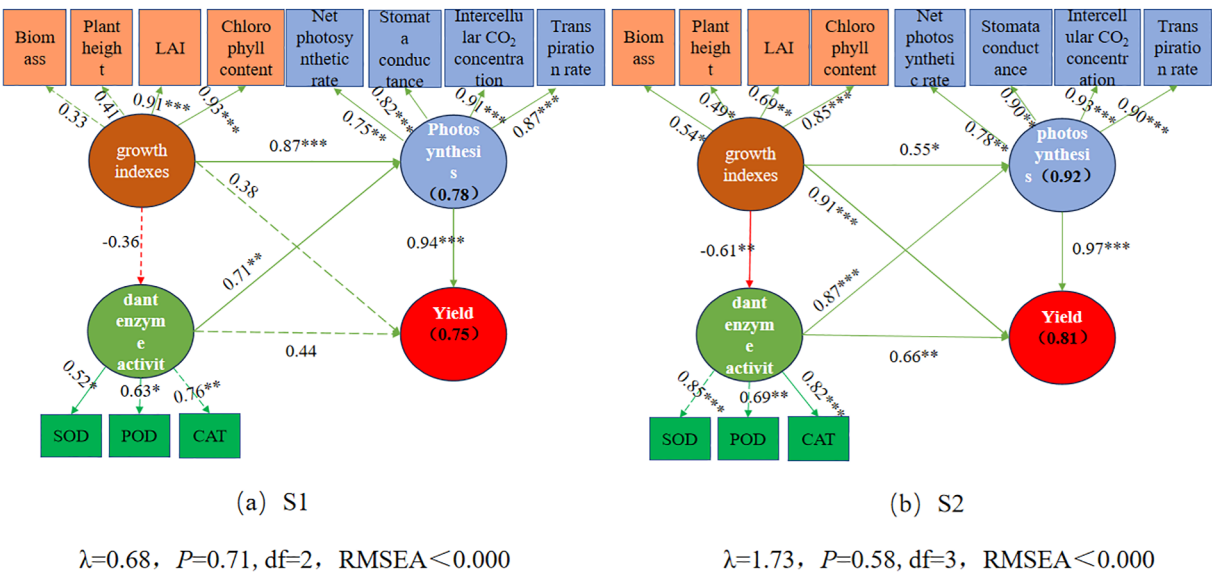 Biom
ass
Plant
heigh
t
LAI
Chloro
phyll
content
Net
photosy
nthetic
rate
Stomat
a
conduc
tance
Intercellu
lar CO2
concentra
tion
Trans
piratio
n rate
0.33
0.41
0.91***
0.93***
0.75**
0.82***
0.91***
0.87***
growth
indexes
0.87***
Photos
ynthesi
s
(0.78)
0.38
-0.36
0.71**
0.94***
dant
enzym
e
activit
0.44
Yield
(0.75)
0.52*
0.63*
0.76**
SOD
POD
CAT
(a) S1
λ=0.68, P=0.71, df=2, RMSEA<0.000
Biom
ass
Plant
heigh
t
LAI
Chloro
phyll
content
Net
photos
ynthetic
rate
Stomata
conduct
ance
Intercell
ular CO2
concentr
ation
Trans
piratio
n rate
0.54*
0.49*
0.69**
0.85***
0.78**
0.90**
0.93***
0.90***
growth
indexes
0.55*
photos
ynthesi
s (0.92)
0.91***
-0.61**
0.87***
0.97***
dant
enzym
e
activit
0.66**
Yield
(0.81)
0.85***
0.69**
0.82***
SOD
POD
CAT
(b) S2
λ=1.73, P=0.58, df=3, RMSEA<0.000